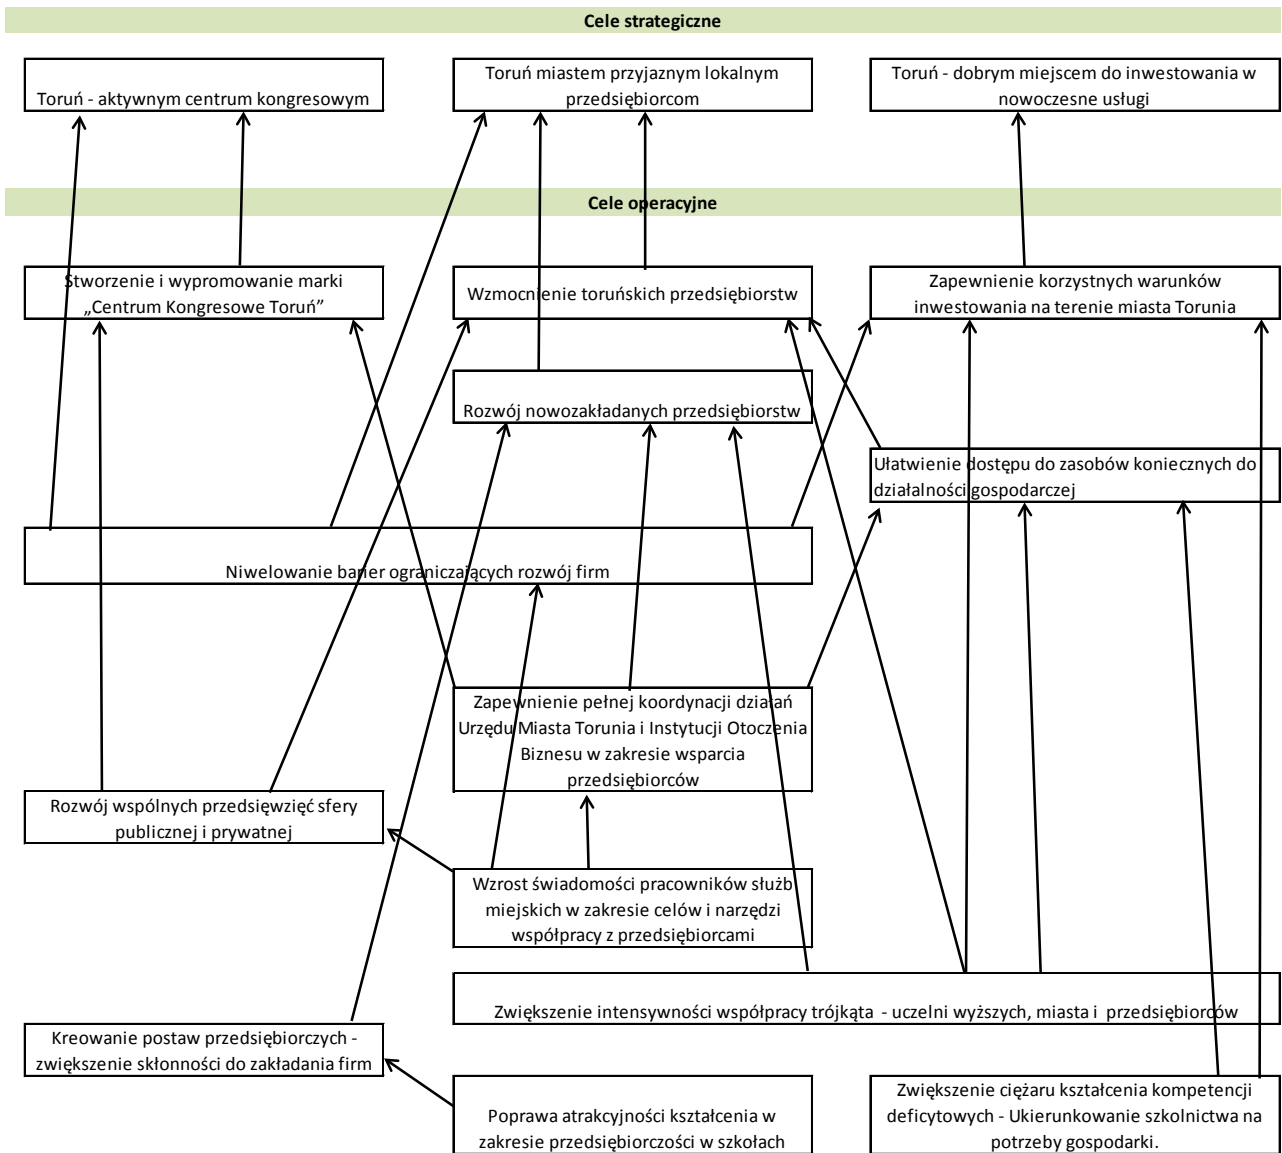 Cele strategiczne
Toruń - aktywnym centrum kongresowym
Toruń miastem przyjaznym lokalnym
przedsiębiorcom
Toruń - dobrym miejscem do inwestowania w
nowoczesne usługi
Cele operacyjne
Stworzenie i wypromowanie marki
„Centrum Kongresowe Toruń”
Wzmocnienie toruńskich przedsiębiorstw
Zapewnienie korzystnych warunków
inwestowania na terenie miasta Torunia
Rozwój nowozakładanych przedsiębiorstw
Ułatwienie dostępu do zasobów koniecznych do
działalności gospodarczej
Niwelowanie barier ograniczających rozwój firm
Zapewnienie pełnej koordynacji działań
Urzędu Miasta Torunia i Instytucji Otoczenia
Biznesu w zakresie wsparcia
przedsiębiorców
Rozwój wspólnych przedsięwzięć sfery
publicznej i prywatnej
Wzrost świadomości pracowników służb
miejskich w zakresie celów i narzędzi
współpracy z przedsiębiorcami
Zwiększenie intensywności współpracy trójkąta - uczelni wyższych, miasta i przedsiębiorców
Kreowanie postaw przedsiębiorczych -
zwiększenie skłonności do zakładania firm
Poprawa atrakcyjności kształcenia w
zakresie przedsiębiorczości w szkołach
Zwiększenie ciężaru kształcenia kompetencji
deficytowych - Ukierunkowanie szkolnictwa na
potrzeby gospodarki.